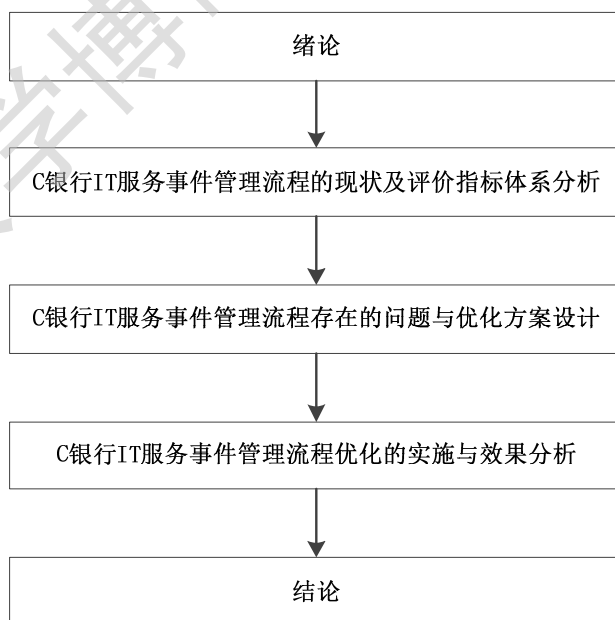 绪论
C银行IT服务事件管理流程的现状及评价指标体系分析
C银行IT服务事件管理流程存在的问题与优化方案设计
C银行IT服务事件管理流程优化的实施与效果分析
结论
学博